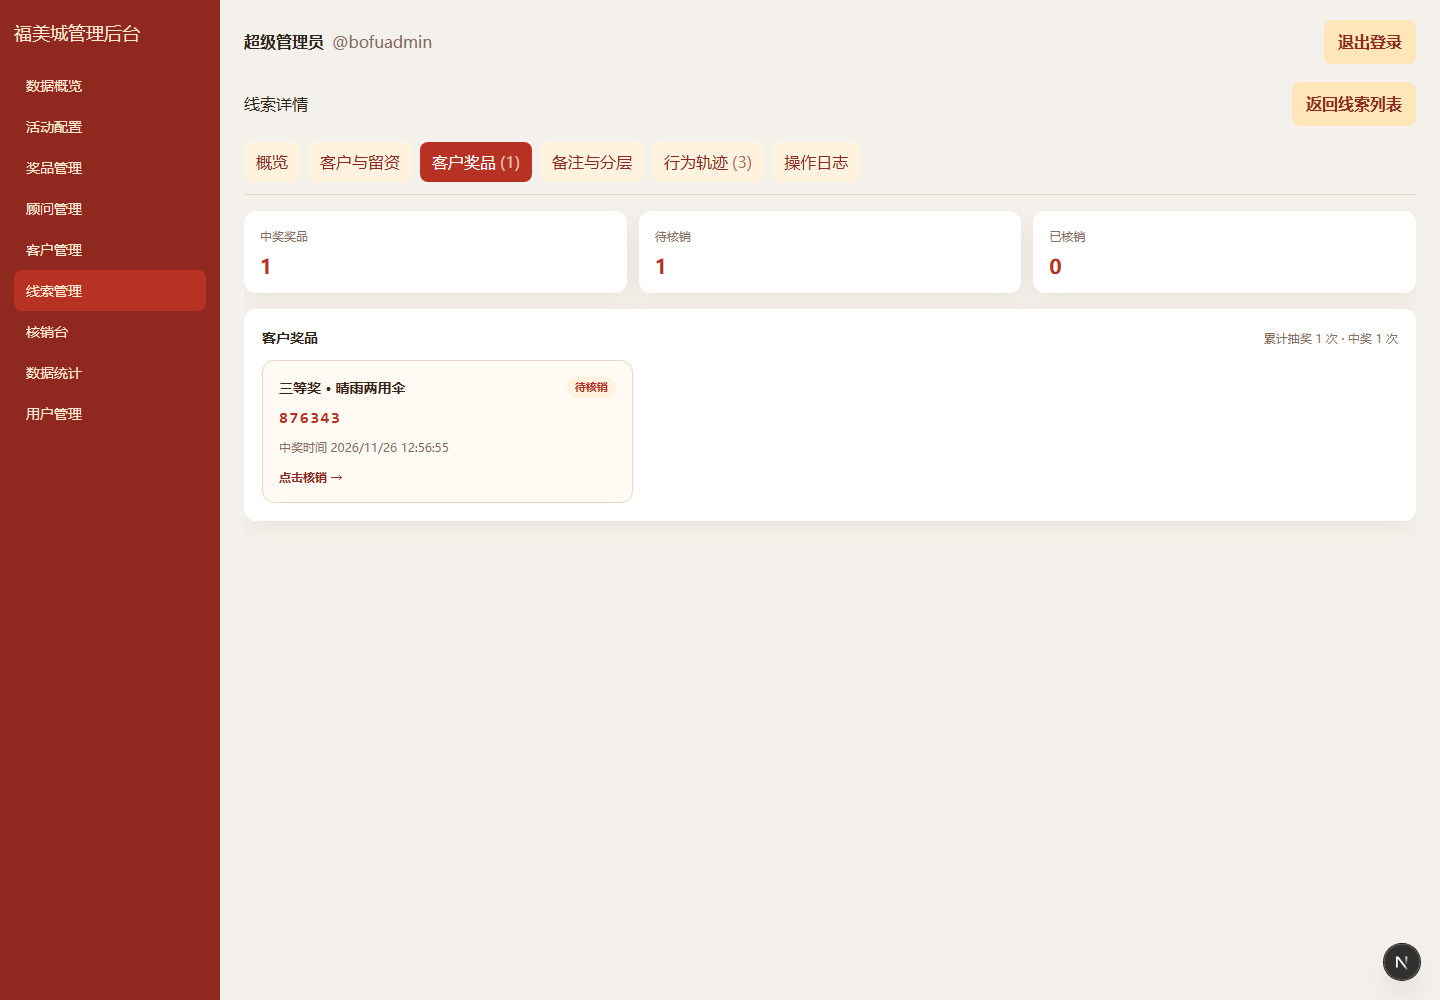 福美城管理后台
数据概览
活动配置
奖品管理
顾问管理
客户管理
线索管理
核销台
数据统计
用户管理
超级管理员 @bofuadmin
退出登录
线索详情
返回线索列表
概览 客户与留资 客户奖品 (1) 备注与分层 行为轨迹 (3) 操作日志
中奖奖品
1
待核销
1
已核销
0
客户奖品
累计抽奖 1 次 · 中奖 1 次
三等奖 • 晴雨两用伞
待核销
876343
中奖时间 2026/11/26 12:56:55
点击核销 →
N